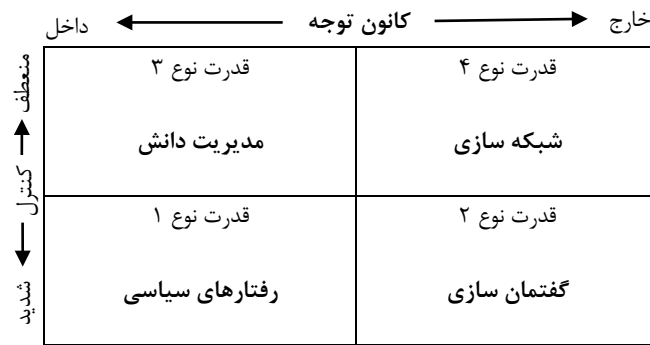 خارج کانون توجه داخل
منعطف
کنترل
شدید
قدرت نوع ۴
شبکه سازی
قدرت نوع ۳
مدیریت دانش
قدرت نوع ۲
گفتمان سازی
قدرت نوع ۱
رفتارهای سیاسی